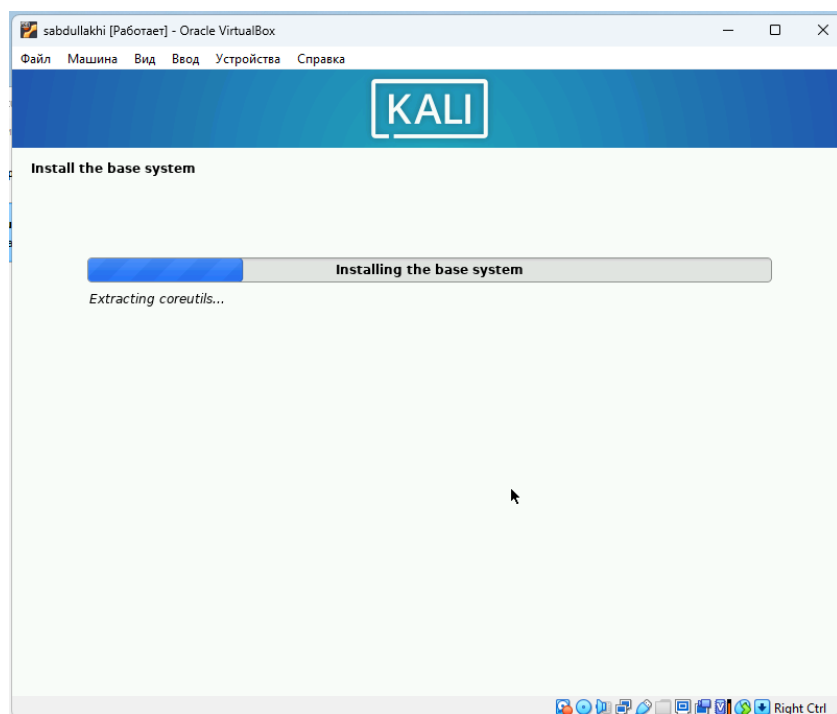 sabdullakhi [Работает] - Oracle VirtualBox
Файл Машина Вид Ввод Устройства Справка
KALI
Install the base system
Installing the base system
Extracting coreutils...
Right Ctrl